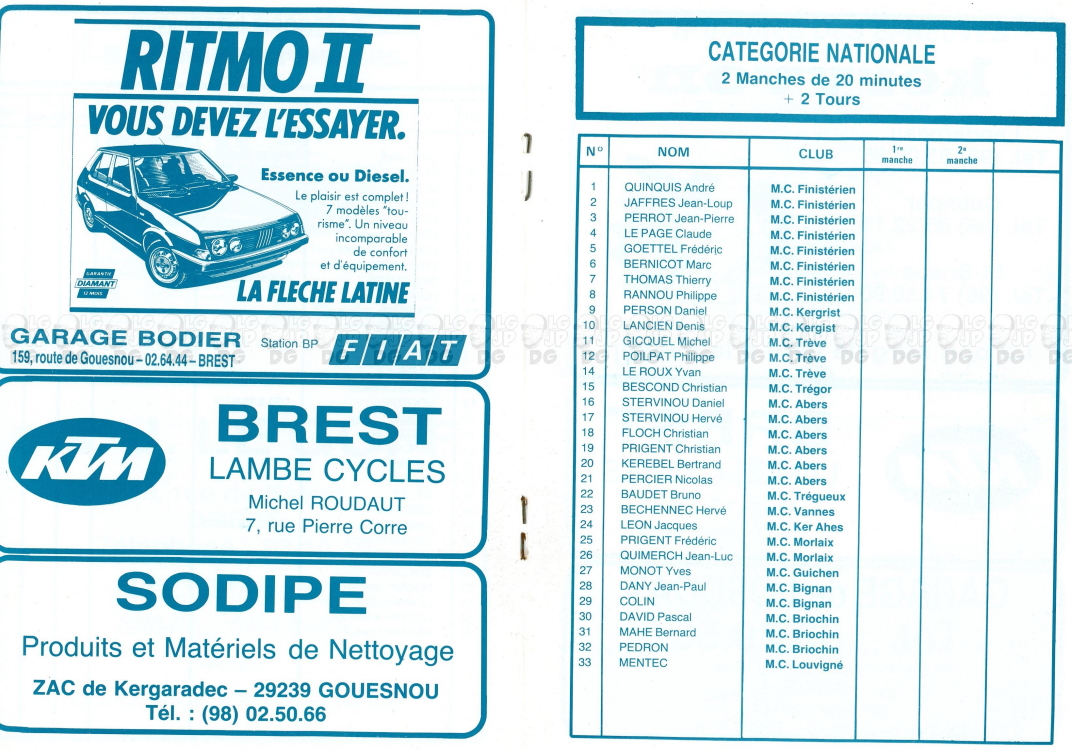 RITMO II
VOUS DEVEZ L'ESSAYER.
Essence ou Diesel.
Le plaisir est complet!
7 modèles "tou-
risme". Un niveau
incomparable
de confort
et d'équipement.
GARANTIE
DIAMANT
12 MOIS
LA FLECHE LATINE
GARAGE BODIER
Station BP
FIAT
159, route de Gouesnou – 02.64.44 – BREST
KTM
BREST
LAMBE CYCLES
Michel ROUDAUT
7, rue Pierre Corre
SODIPE
Produits et Matériels de Nettoyage
ZAC de Kergaradec – 29239 GOUESNOU
Tél. : (98) 02.50.66
CATEGORIE NATIONALE
2 Manches de 20 minutes
+ 2 Tours
N° NOM CLUB 1re manche 2e manche
1 QUINQUIS André M.C. Finistérien
2 JAFFRES Jean-Loup M.C. Finistérien
3 PERROT Jean-Pierre M.C. Finistérien
4 LE PAGE Claude M.C. Finistérien
5 GOETTEL Frédéric M.C. Finistérien
6 BERNICOT Marc M.C. Finistérien
7 THOMAS Thierry M.C. Finistérien
8 RANNOU Philippe M.C. Finistérien
9 PERSON Daniel M.C. Kergrist
10 LANCIEN Denis M.C. Kergist
11 GICQUEL Michel M.C. Trève
12 POILPAT Philippe M.C. Trève
14 LE ROUX Yvan M.C. Trève
15 BESCOND Christian M.C. Trégor
16 STERVINOU Daniel M.C. Abers
17 STERVINOU Hervé M.C. Abers
18 FLOCH Christian M.C. Abers
19 PRIGENT Christian M.C. Abers
20 KEREBEL Bertrand M.C. Abers
21 PERCIER Nicolas M.C. Abers
22 BAUDET Bruno M.C. Trégueux
23 BECHENNEC Hervé M.C. Vannes
24 LEON Jacques M.C. Ker Ahes
25 PRIGENT Frédéric M.C. Morlaix
26 QUIMERCH Jean-Luc M.C. Morlaix
27 MONOT Yves M.C. Guichen
28 DANY Jean-Paul M.C. Bignan
29 COLIN M.C. Bignan
30 DAVID Pascal M.C. Briochin
31 MAHE Bernard M.C. Briochin
32 PEDRON M.C. Briochin
33 MENTEC M.C. Louvigné